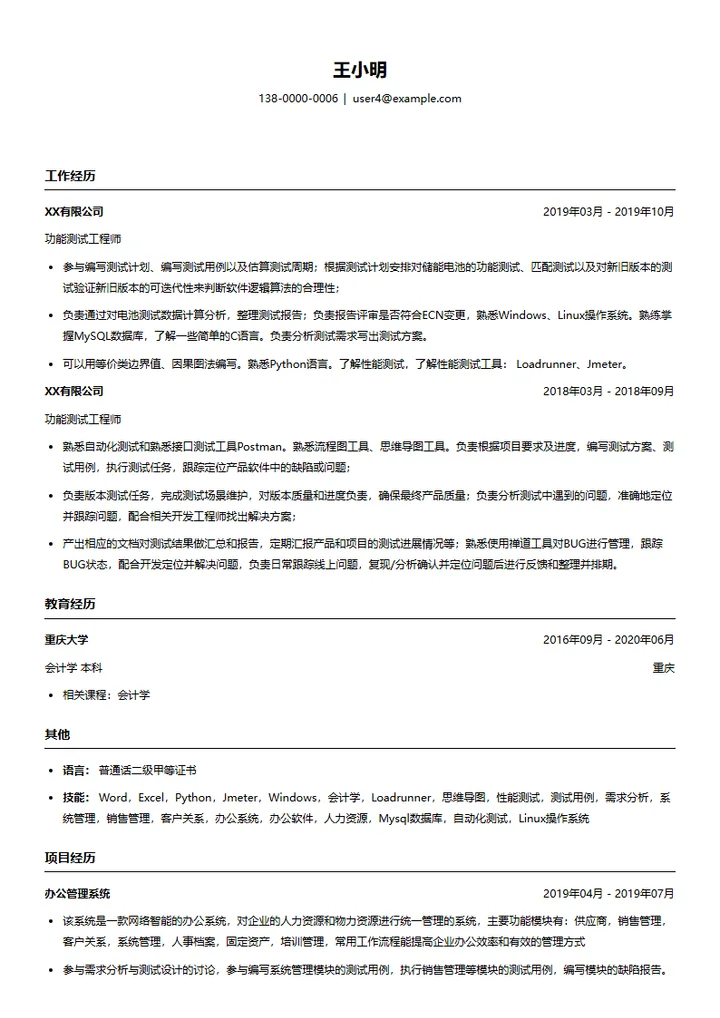 王小明
138-0000-0006 | user4@example.com
工作经历
XX有限公司 2019年03月 - 2019年10月
功能测试工程师
• 参与编写测试计划、编写测试用例以及估算测试周期；根据测试计划安排对储能电池的功能测试、匹配测试以及对新旧版本的测
试验证新旧版本的可迭代性来判断软件逻辑算法的合理性；
• 负责通过对电池测试数据计算分析，整理测试报告；负责报告评审是否符合ECN变更，熟悉Windows、Linux操作系统。熟练掌
握MySQL数据库，了解一些简单的C语言。负责分析测试需求写出测试方案。
• 可以用等价类边界值、因果图法编写。熟悉Python语言。了解性能测试，了解性能测试工具： Loadrunner、Jmeter。
XX有限公司 2018年03月 - 2018年09月
功能测试工程师
• 熟悉自动化测试和熟悉接口测试工具Postman。熟悉流程图工具、思维导图工具。负责根据项目要求及进度，编写测试方案、测
试用例，执行测试任务，跟踪定位产品软件中的缺陷或问题；
• 负责版本测试任务，完成测试场景维护，对版本质量和进度负责，确保最终产品质量；负责分析测试中遇到的问题，准确地定位
并跟踪问题，配合相关开发工程师找出解决方案；
• 产出相应的文档对测试结果做汇总和报告，定期汇报产品和项目的测试进展情况等；熟悉使用禅道工具对BUG进行管理，跟踪
BUG状态，配合开发定位并解决问题，负责日常跟踪线上问题，复现/分析确认并定位问题后进行反馈和整理并排期。
教育经历
重庆大学 2016年09月 - 2020年06月
会计学 本科 重庆
• 相关课程：会计学
其他
• 语言： 普通话二级甲等证书
• 技能： Word，Excel，Python，Jmeter，Windows，会计学，Loadrunner，思维导图，性能测试，测试用例，需求分析，系
统管理，销售管理，客户关系，办公系统，办公软件，人力资源，Mysql数据库，自动化测试，Linux操作系统
项目经历
办公管理系统 2019年04月 - 2019年07月
• 该系统是一款网络智能的办公系统，对企业的人力资源和物力资源进行统一管理的系统，主要功能模块有：供应商，销售管理，
客户关系，系统管理，人事档案，固定资产，培训管理，常用工作流程能提高企业办公效率和有效的管理方式
• 参与需求分析与测试设计的讨论，参与编写系统管理模块的测试用例，执行销售管理等模块的测试用例，编写模块的缺陷报告。